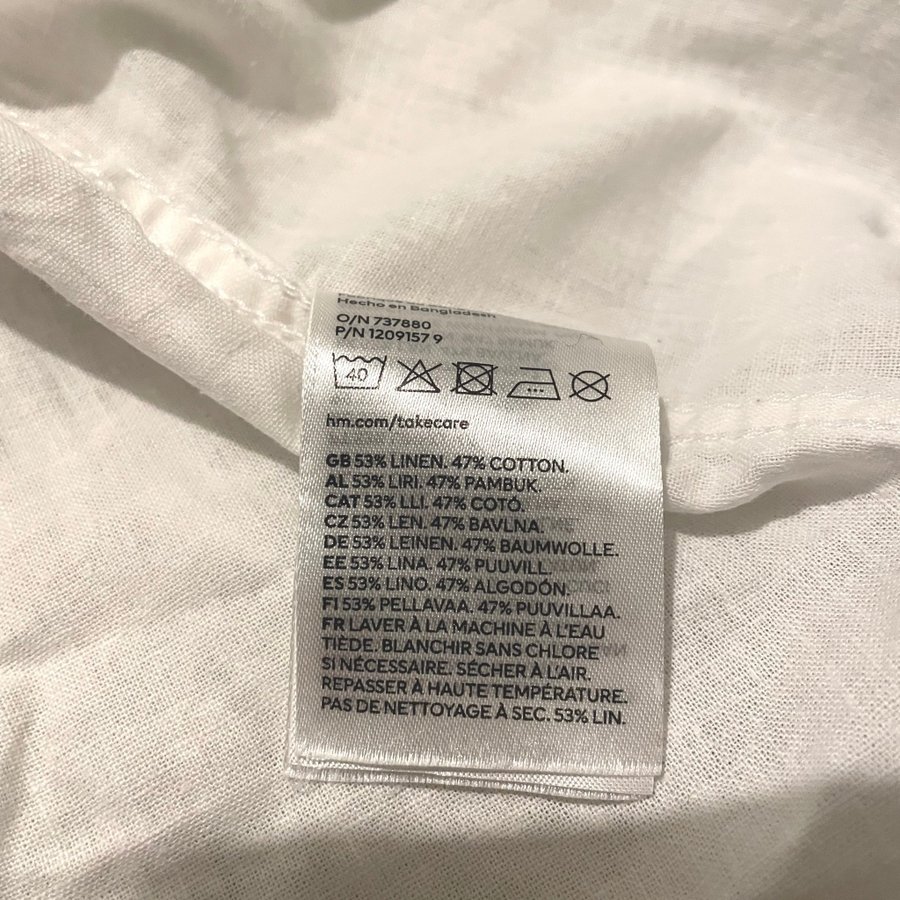 Hecho en Bangladesh
O/N 737880
P/N 1209157 9
40
hm.com/takecare
GB 53% LINEN. 47% COTTON.
AL 53% LIRI. 47% PAMBUK.
CAT 53% LLI. 47% COTÓ.
CZ 53% LEN. 47% BAVLNA.
DE 53% LEINEN. 47% BAUMWOLLE.
EE 53% LINA. 47% PUUVILL.
ES 53% LINO. 47% ALGODÓN.
FI 53% PELLAVAA. 47% PUUVILLAA.
FR LAVER À LA MACHINE À L'EAU
TIÈDE. BLANCHIR SANS CHLORE
SI NÉCESSAIRE. SÉCHER À L'AIR.
REPASSER À HAUTE TEMPÉRATURE.
PAS DE NETTOYAGE À SEC. 53% LIN.